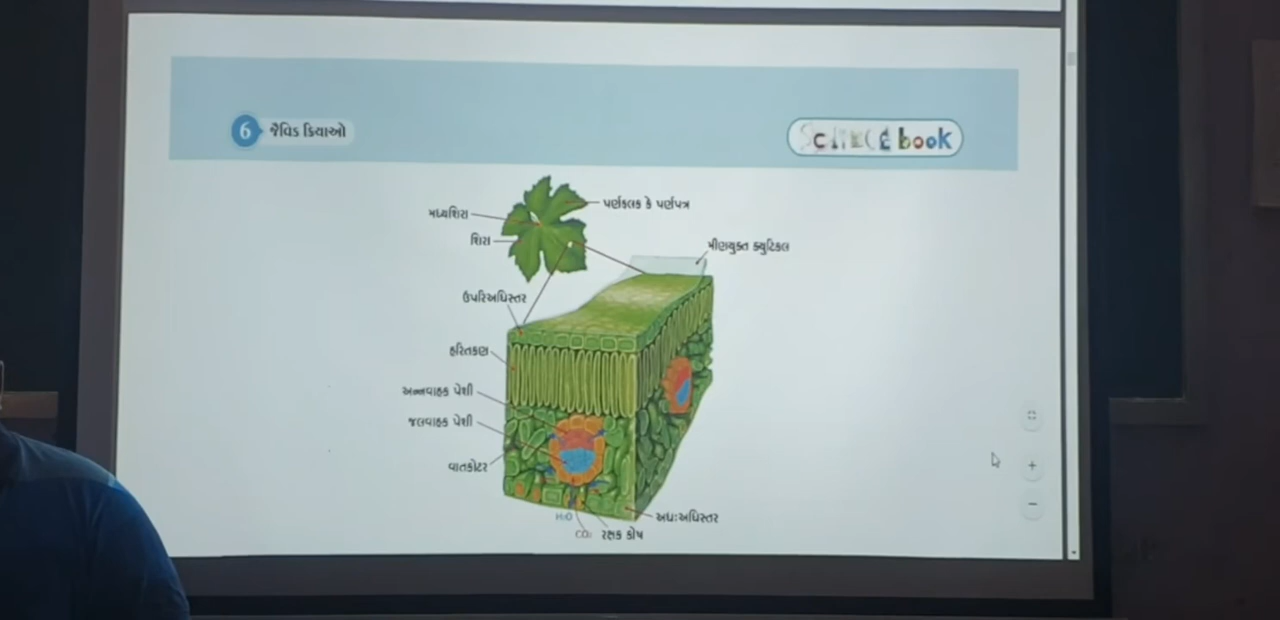 6 જૈવિક ક્રિયાઓ
Science book
પર્ણફલક કે પર્ણપત્ર
મધ્યશિરા
શિરા
મીણયુક્ત ક્યુટિકલ
ઉપરિઅધિસ્તર
હરિતકણ
અન્નવાહક પેશી
જલવાહક પેશી
વાતકોટર
H₂O
અધઃઅધિસ્તર
CO₂
રક્ષક કોષ
+
−